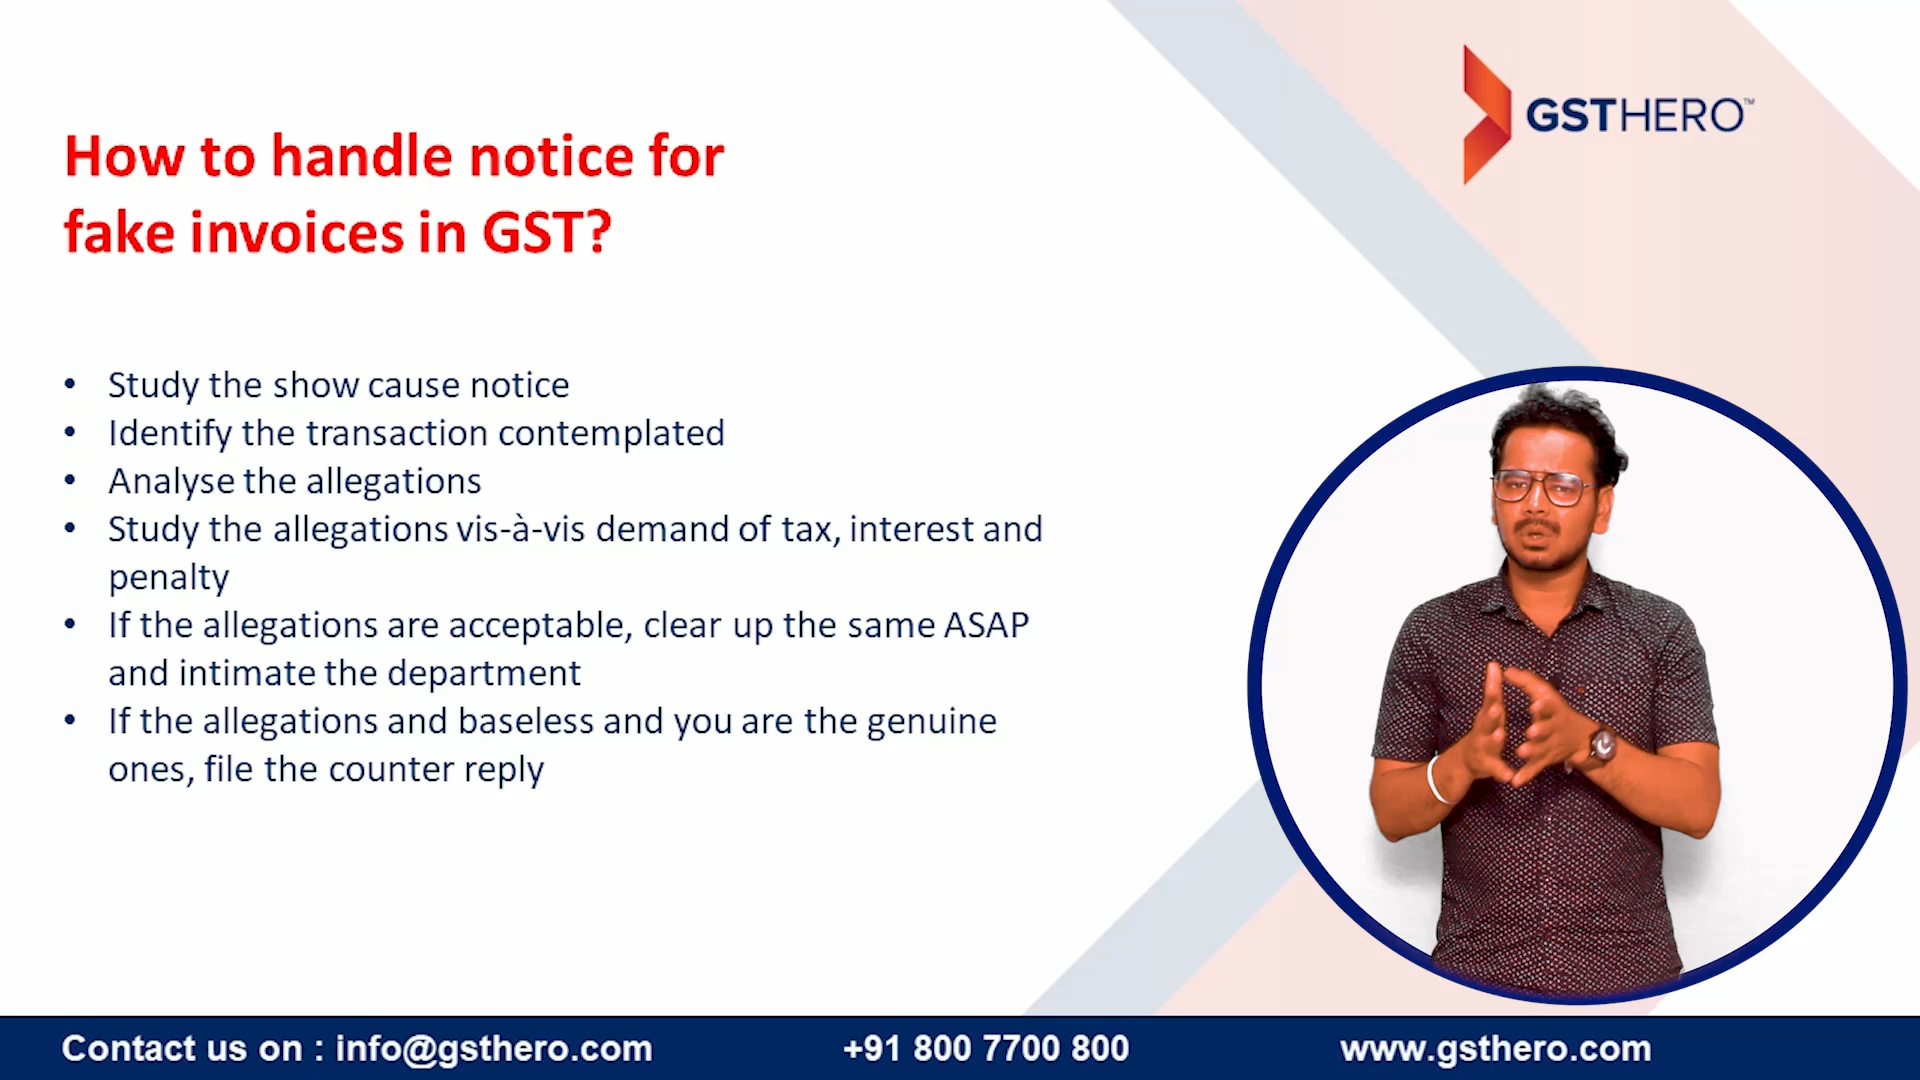 GSTHERO™
How to handle notice for
fake invoices in GST?
• Study the show cause notice
• Identify the transaction contemplated
• Analyse the allegations
• Study the allegations vis-à-vis demand of tax, interest and
penalty
• If the allegations are acceptable, clear up the same ASAP
and intimate the department
• If the allegations and baseless and you are the genuine
ones, file the counter reply
Contact us on : info@gsthero.com
+91 800 7700 800
www.gsthero.com